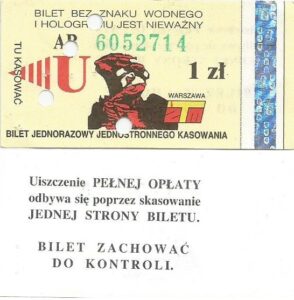 BILET BEZ ZNAKU WODNEGO
I HOLOGRAMU JEST NIEWAŻNY
TU KASOWAĆ
AB 6052714
U
1 zł
WARSZAWA
ZTM
BILET JEDNORAZOWY JEDNOSTRONNEGO KASOWANIA
Uiszczenie PEŁNEJ OPŁATY
odbywa się poprzez skasowanie
JEDNEJ STRONY BILETU.
BILET ZACHOWAĆ
DO KONTROLI.